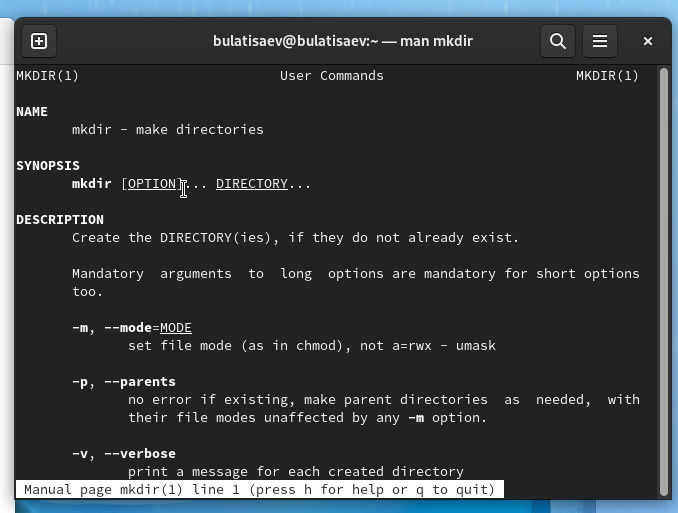 bulatisaev@bulatisaev:~ — man mkdir
MKDIR(1) User Commands MKDIR(1)
NAME
mkdir - make directories
SYNOPSIS
mkdir [OPTION]... DIRECTORY...
DESCRIPTION
Create the DIRECTORY(ies), if they do not already exist.
Mandatory arguments to long options are mandatory for short options
too.
-m, --mode=MODE
set file mode (as in chmod), not a=rwx - umask
-p, --parents
no error if existing, make parent directories as needed, with
their file modes unaffected by any -m option.
-v, --verbose
print a message for each created directory
Manual page mkdir(1) line 1 (press h for help or q to quit)